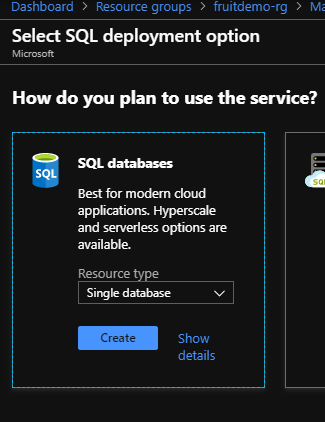 Dashboard > Resource groups > fruitdemo-rg > Ma
Select SQL deployment option
Microsoft
How do you plan to use the service?
SQL
SQL databases
Best for modern cloud
applications. Hyperscale
and serverless options are
available.
Resource type
Single database
Create
Show
details